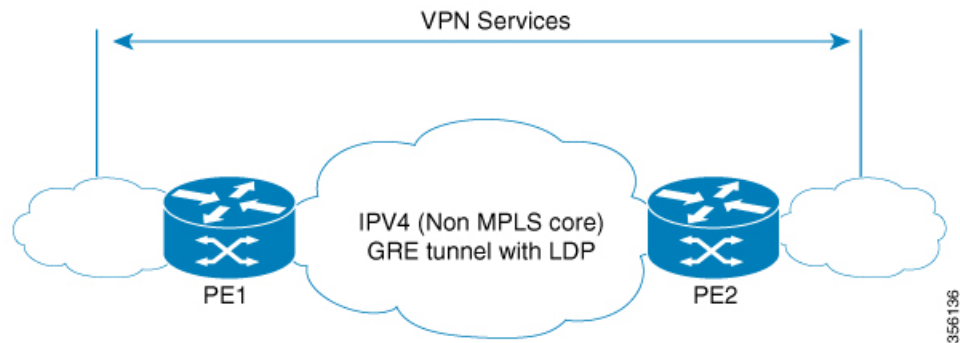 VPN Services
IPV4 (Non MPLS core)
GRE tunnel with LDP
PE1
PE2
356136